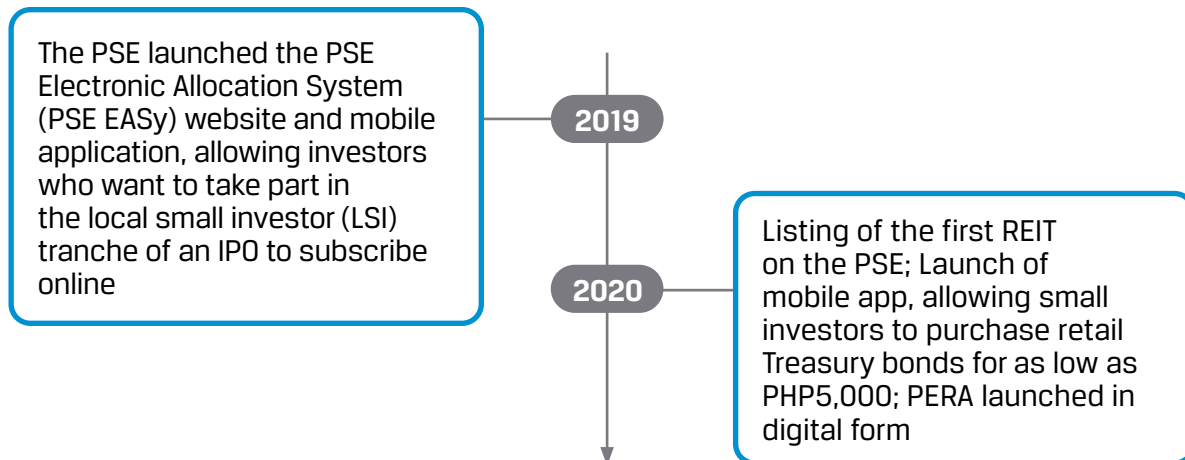 The PSE launched the PSE
Electronic Allocation System
(PSE EASy) website and mobile
application, allowing investors
who want to take part in
the local small investor (LSI)
tranche of an IPO to subscribe
online
2019
2020
Listing of the first REIT
on the PSE; Launch of
mobile app, allowing small
investors to purchase retail
Treasury bonds for as low as
PHP5,000; PERA launched in
digital form